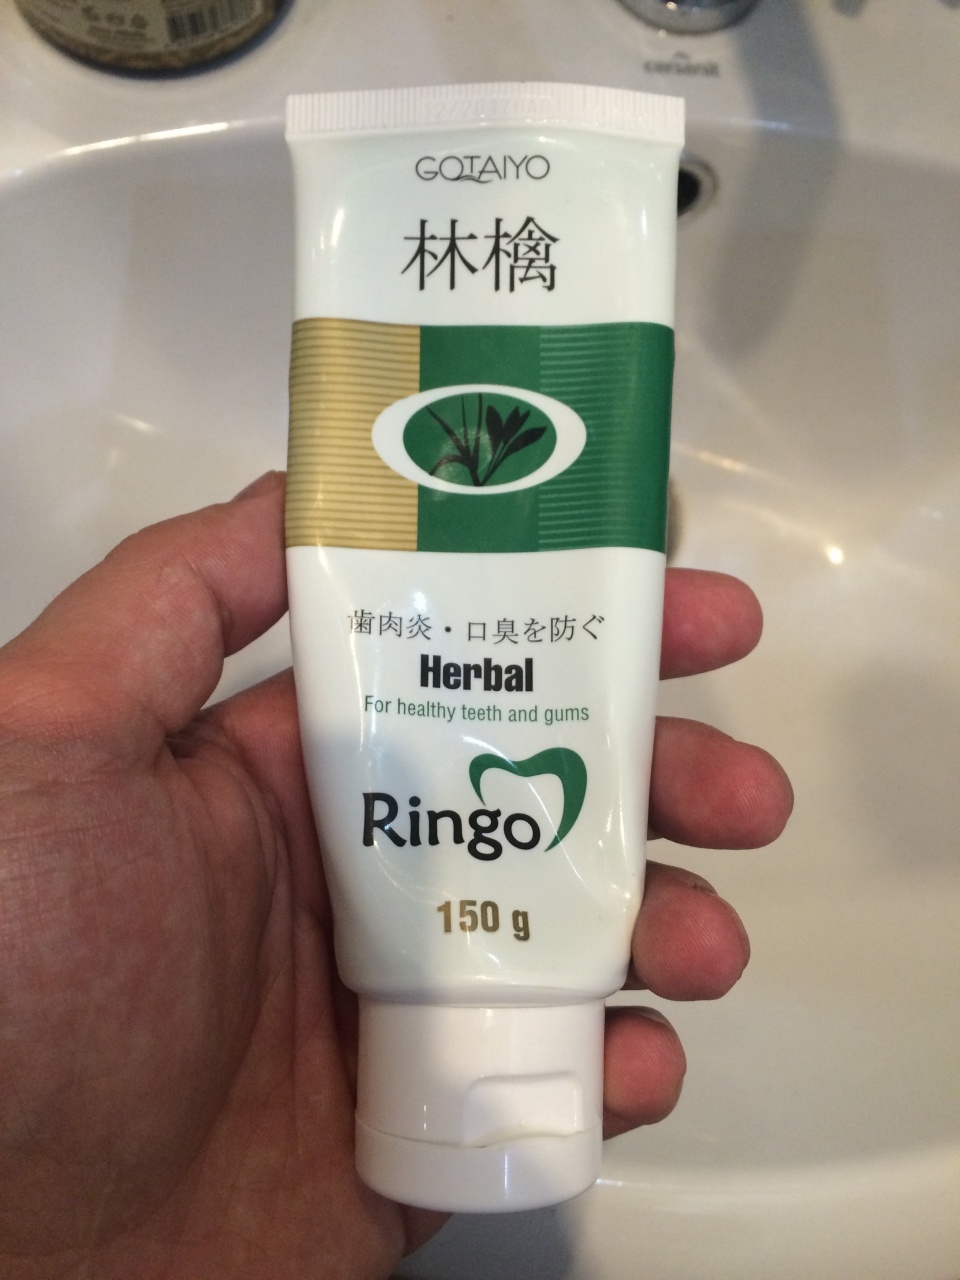 cersanit
GOTAIYO
林檎
歯肉炎・口臭を防ぐ
Herbal
For healthy teeth and gums
Ringo
150 g